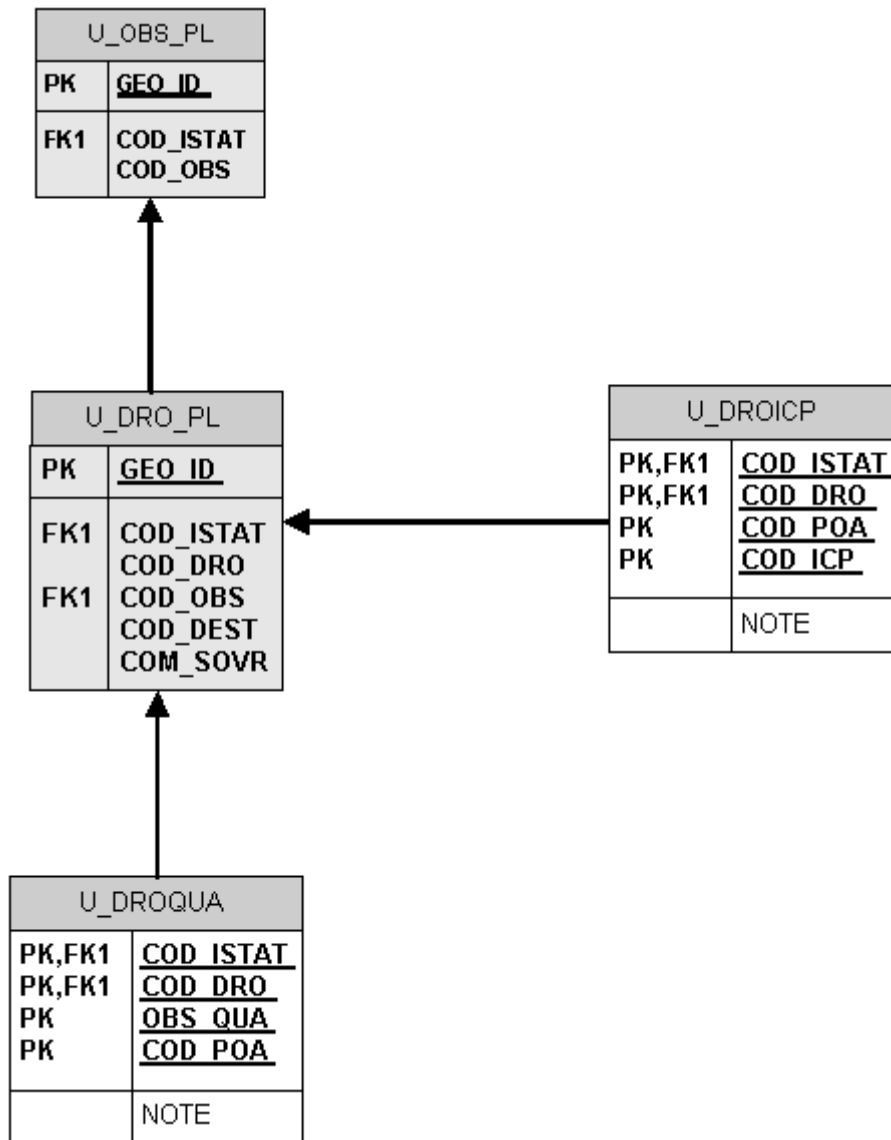 U_OBS_PL
PK GEO_ID
FK1 COD_ISTAT
COD_OBS
U_DRO_PL
PK GEO_ID
FK1 COD_ISTAT
COD_DRO
FK1 COD_OBS
COD_DEST
COM_SOVR
U_DROICP
PK,FK1 COD_ISTAT
PK,FK1 COD_DRO
PK COD_POA
PK COD_ICP
NOTE
U_DROQUA
PK,FK1 COD_ISTAT
PK,FK1 COD_DRO
PK OBS_QUA
PK COD_POA
NOTE